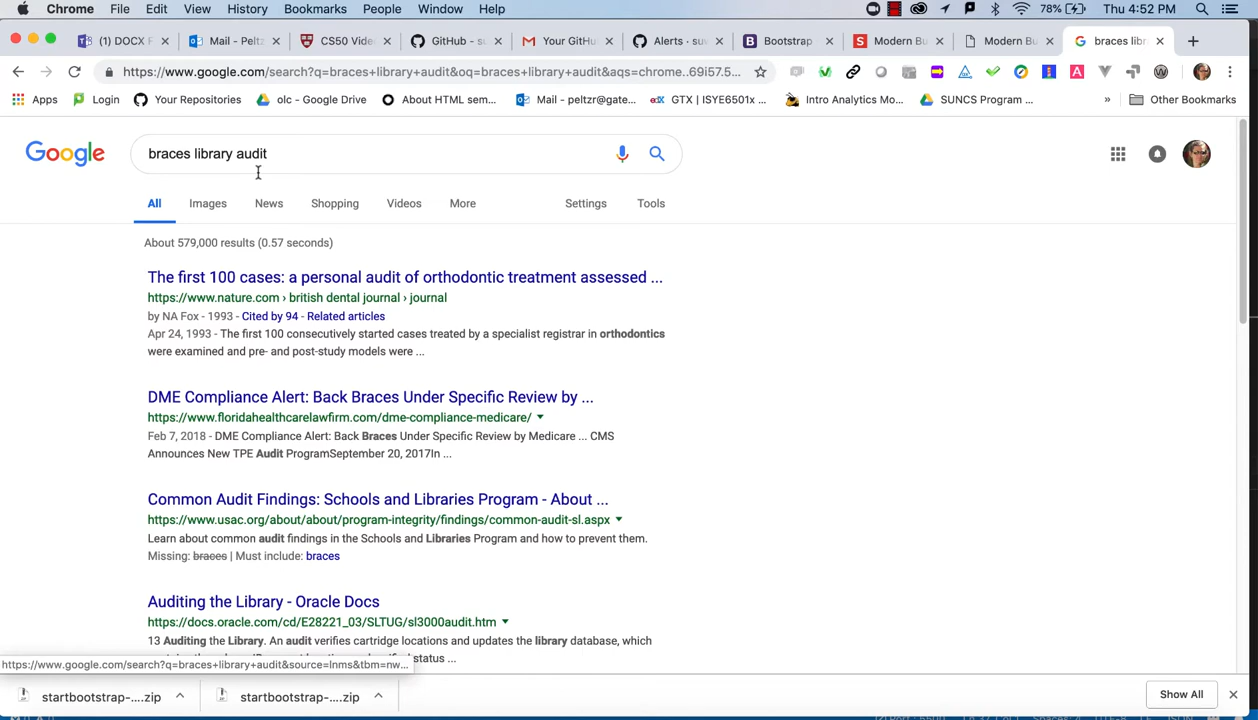 Chrome File Edit View History Bookmarks People Window Help 78% Thu 4:52 PM
(1) DOCX F Mail - Peltz CS50 Vide GitHub - su Your GitHu Alerts · suv Bootstrap Modern Bu Modern Bu braces libr
https://www.google.com/search?q=braces+library+audit&oq=braces+library+audit&aqs=chrome..69i57.5...
Apps Login Your Repositories olc - Google Drive About HTML sem... Mail - peltzr@gate... GTX | ISYE6501x ... Intro Analytics Mo... SUNCS Program ... » Other Bookmarks
Google braces library audit
All Images News Shopping Videos More Settings Tools
About 579,000 results (0.57 seconds)
The first 100 cases: a personal audit of orthodontic treatment assessed ...
https://www.nature.com › british dental journal › journal
by NA Fox - 1993 - Cited by 94 - Related articles
Apr 24, 1993 - The first 100 consecutively started cases treated by a specialist registrar in orthodontics
were examined and pre- and post-study models were ...
DME Compliance Alert: Back Braces Under Specific Review by ...
https://www.floridahealthcarelawfirm.com/dme-compliance-medicare/
Feb 7, 2018 - DME Compliance Alert: Back Braces Under Specific Review by Medicare ... CMS
Announces New TPE Audit ProgramSeptember 20, 2017In ...
Common Audit Findings: Schools and Libraries Program - About ...
https://www.usac.org/about/about/program-integrity/findings/common-audit-sl.aspx
Learn about common audit findings in the Schools and Libraries Program and how to prevent them.
Missing: braces | Must include: braces
Auditing the Library - Oracle Docs
https://docs.oracle.com/cd/E28221_03/SLTUG/sl3000audit.htm
13 Auditing the Library. An audit verifies cartridge locations and updates the library database, which
status ...
https://www.google.com/search?q=braces+library+audit&source=lnms&tbm=nw...
startbootstrap-....zip startbootstrap-....zip Show All